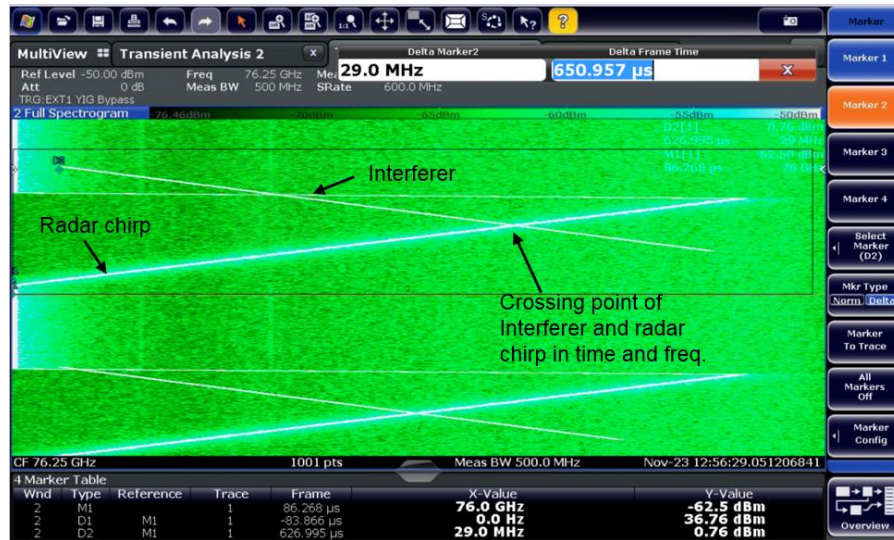 Marker
MultiView Transient Analysis 2 x
Delta Marker2 Delta Frame Time
29.0 MHz 650.957 µs X
Ref Level -50.00 dBm Freq 76.25 GHz Mea
Att 0 dB Meas BW 500 MHz SRate 600.0 MHz
TRG:EXT1 YIG Bypass
2 Full Spectrogram -76.46dBm -70dBm -65dBm -60dBm -55dBm -50dBm
D2[1] 0.76 dBm
626.995 µs 29 MHz
M1[1] -62.50 dBm
86.268 µs 76 GHz
Interferer
Radar chirp
Crossing point of
Interferer and radar
chirp in time and freq.
CF 76.25 GHz 1001 pts Meas BW 500.0 MHz Nov-23 12:56:29.051206841
4 Marker Table
Wnd Type Reference Trace Frame X-Value Y-Value
2 M1 1 86.268 µs 76.0 GHz -62.5 dBm
2 D1 M1 1 -83.866 µs 0.0 Hz 36.76 dBm
2 D2 M1 1 626.995 µs 29.0 MHz 0.76 dBm
Marker 1
Marker 2
Marker 3
Marker 4
Select
Marker
(D2)
Mkr Type
Norm Delta
Marker
To Trace
All
Markers
Off
Marker
Config
Overview